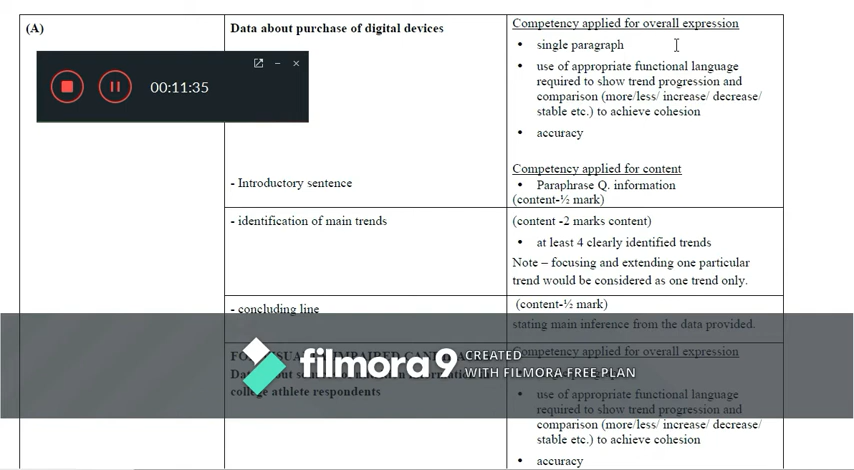 (A)
Data about purchase of digital devices
Competency applied for overall expression
• single paragraph
• use of appropriate functional language
required to show trend progression and
comparison (more/less/ increase/ decrease/
stable etc.) to achieve cohesion
• accuracy
00:11:35
- Introductory sentence
Competency applied for content
• Paraphrase Q. information
(content-½ mark)
- identification of main trends
(content -2 marks content)
• at least 4 clearly identified trends
Note – focusing and extending one particular
trend would be considered as one trend only.
- concluding line
(content-½ mark)
stating main inference from the data provided.
filmora 9
CREATED
WITH FILMORA FREE PLAN
college athlete respondents
Competency applied for overall expression
• use of appropriate functional language
required to show trend progression and
comparison (more/less/ increase/ decrease/
stable etc.) to achieve cohesion
• accuracy